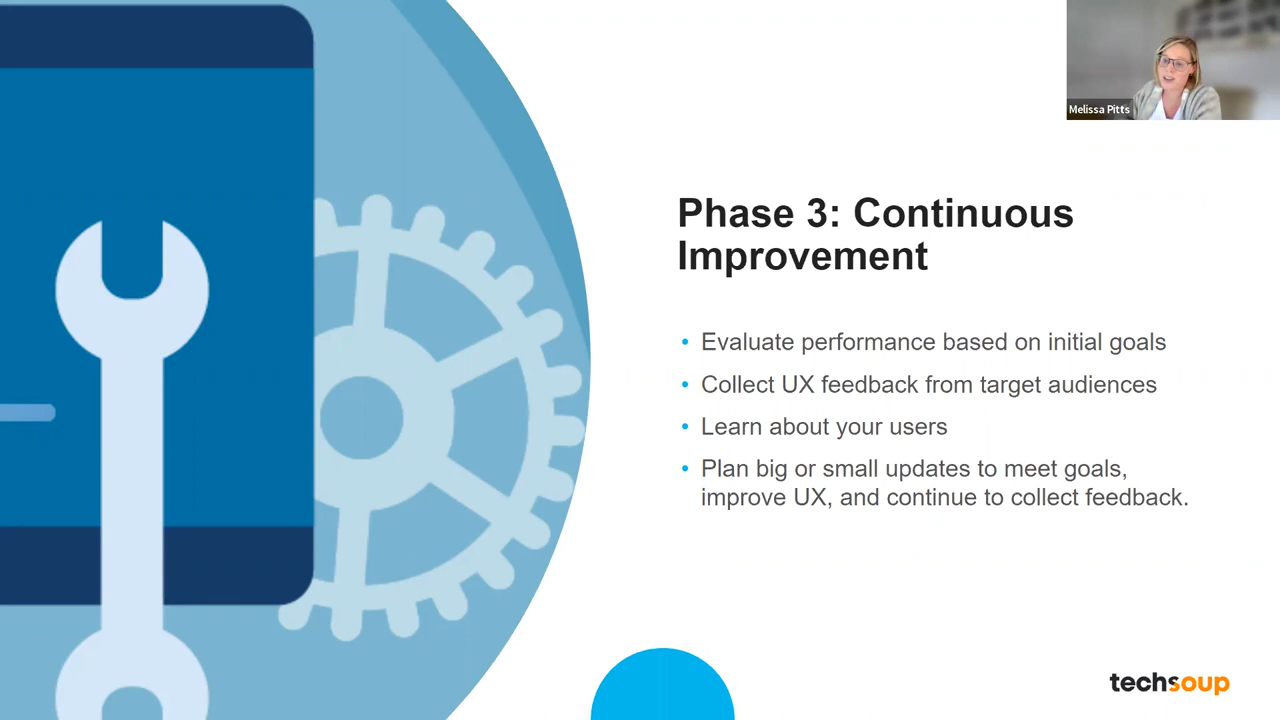 Melissa Pitts
Phase 3: Continuous
Improvement
• Evaluate performance based on initial goals
• Collect UX feedback from target audiences
• Learn about your users
• Plan big or small updates to meet goals,
improve UX, and continue to collect feedback.
techsoup